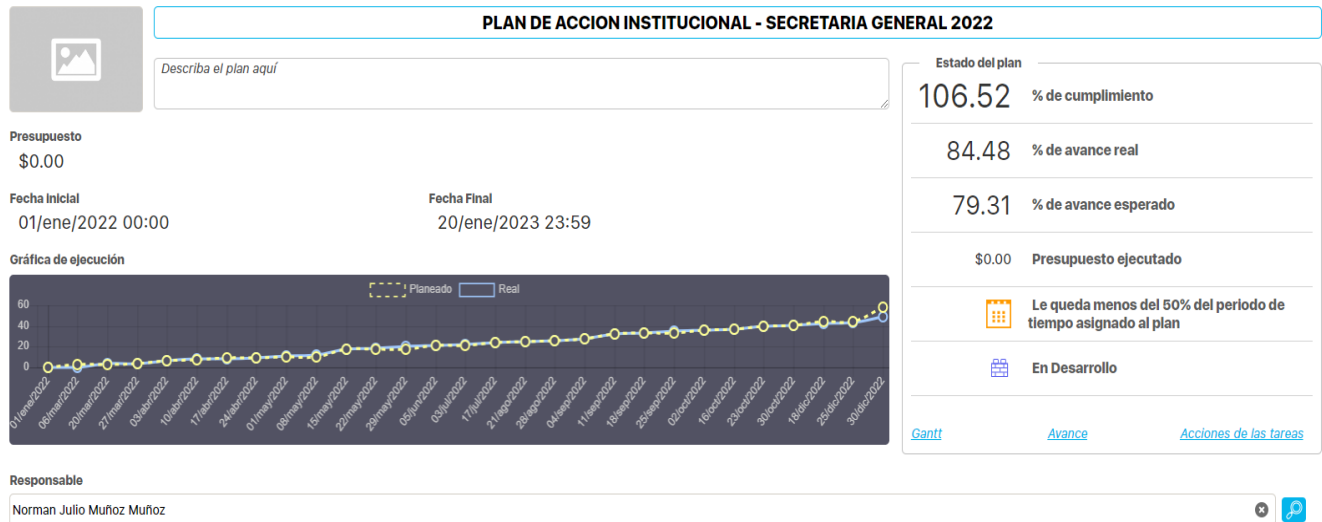 PLAN DE ACCION INSTITUCIONAL - SECRETARIA GENERAL 2022
Describa el plan aquí
Presupuesto
$0.00
Fecha Inicial
01/ene/2022 00:00
Fecha Final
20/ene/2023 23:59
Gráfica de ejecución
Planeado
Real
60
40
20
0
01/ene/2022
06/mar/2022
20/mar/2022
27/mar/2022
03/abr/2022
10/abr/2022
17/abr/2022
24/abr/2022
01/may/2022
08/may/2022
15/may/2022
22/may/2022
29/may/2022
05/jun/2022
03/jul/2022
17/jul/2022
21/ago/2022
28/ago/2022
04/sep/2022
11/sep/2022
18/sep/2022
25/sep/2022
02/oct/2022
16/oct/2022
23/oct/2022
30/oct/2022
18/dic/2022
25/dic/2022
30/dic/2022
Estado del plan
106.52 % de cumplimiento
84.48 % de avance real
79.31 % de avance esperado
$0.00 Presupuesto ejecutado
Le queda menos del 50% del periodo de
tiempo asignado al plan
En Desarrollo
Gantt
Avance
Acciones de las tareas
Responsable
Norman Julio Muñoz Muñoz